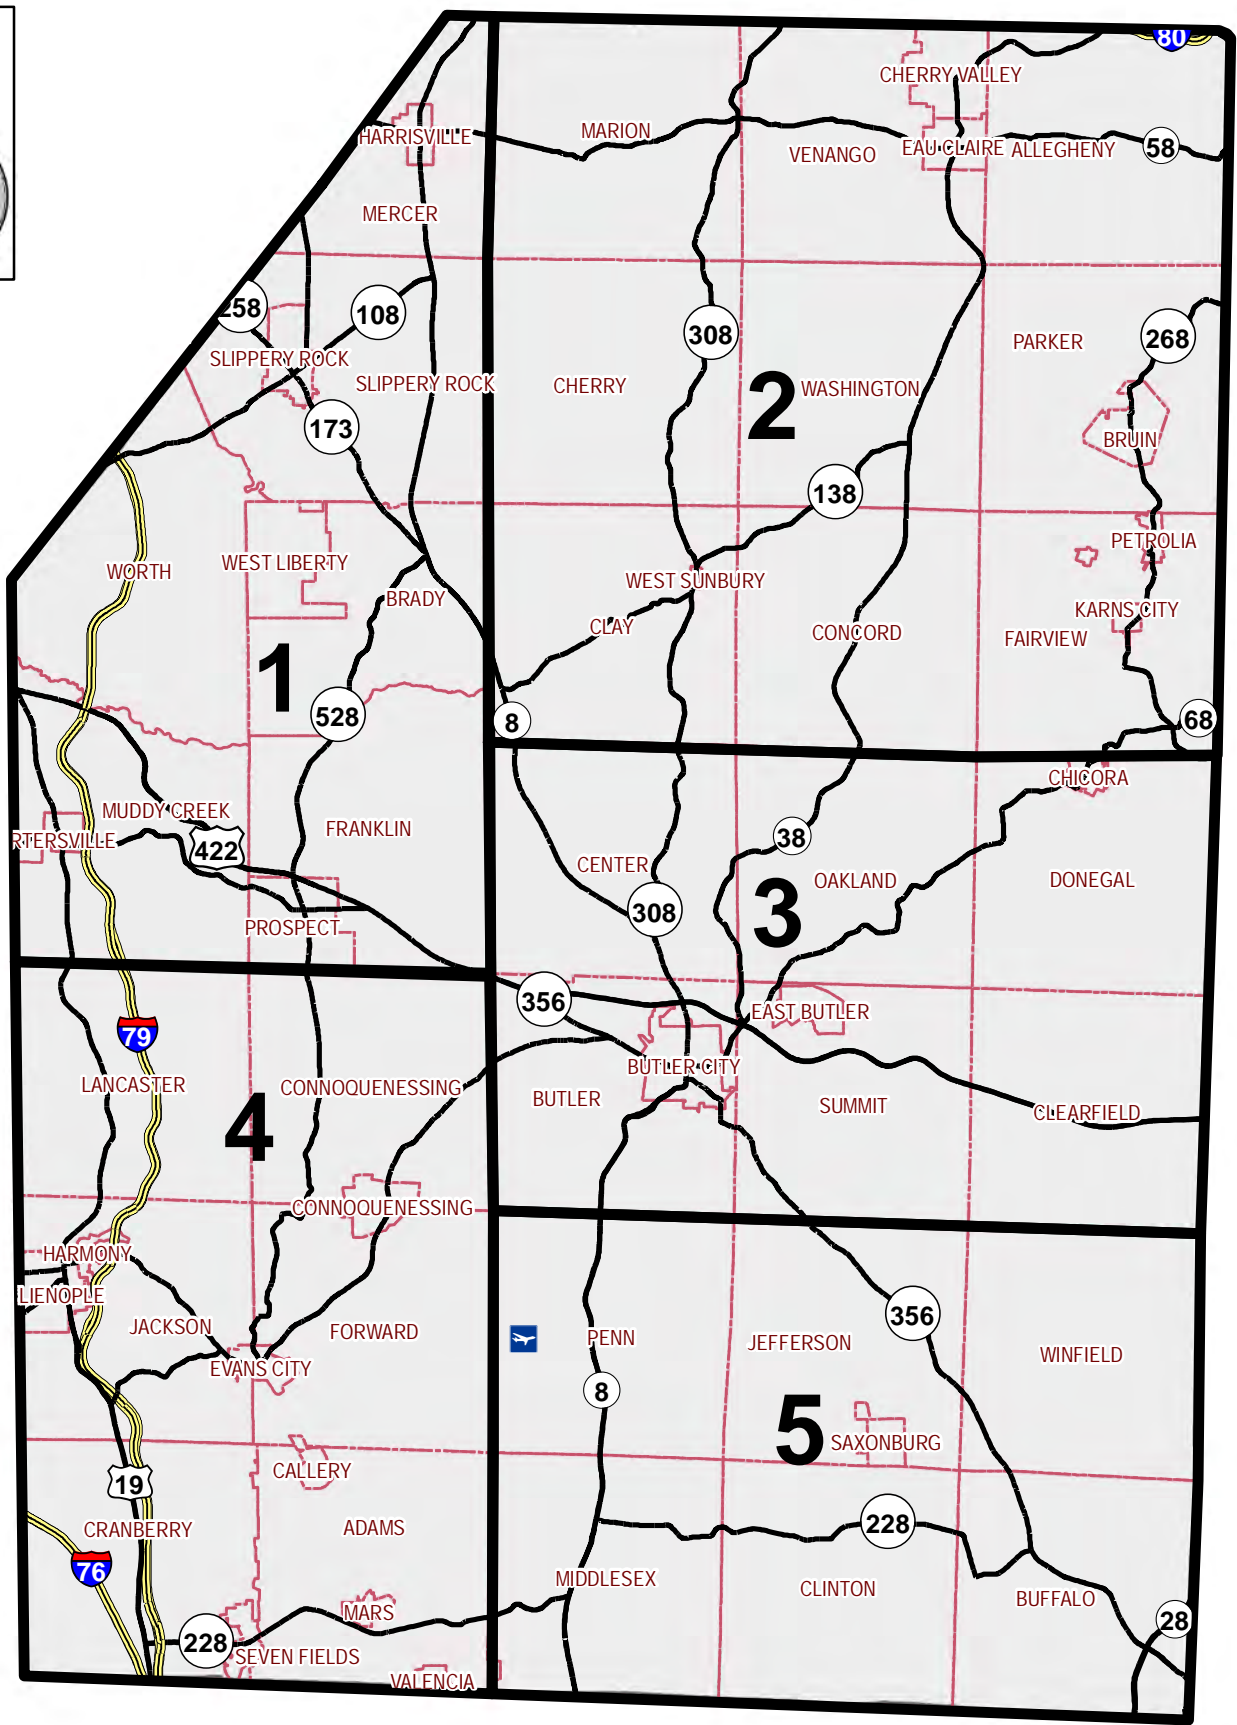 80
CHERRY VALLEY
HARRISVILLE
MARION
VENANGO
EAU CLAIRE
ALLEGHENY
58
MERCER
258
108
308
PARKER
268
SLIPPERY ROCK
SLIPPERY ROCK
CHERRY
2
WASHINGTON
173
BRUIN
138
PETROLIA
WORTH
WEST LIBERTY
BRADY
WEST SUNBURY
KARNS CITY
CLAY
CONCORD
FAIRVIEW
1
528
8
68
CHICORA
MUDDY CREEK
RTERSVILLE
422
FRANKLIN
38
CENTER
OAKLAND
DONEGAL
3
308
PROSPECT
356
EAST BUTLER
79
BUTLER CITY
LANCASTER
CONNOQUENESSING
BUTLER
SUMMIT
CLEARFIELD
4
CONNOQUENESSING
HARMONY
LIENOPLE
JACKSON
FORWARD
PENN
JEFFERSON
356
WINFIELD
EVANS CITY
8
5
SAXONBURG
CALLERY
19
CRANBERRY
ADAMS
228
76
MIDDLESEX
CLINTON
BUFFALO
MARS
28
228
SEVEN FIELDS
VALENCIA